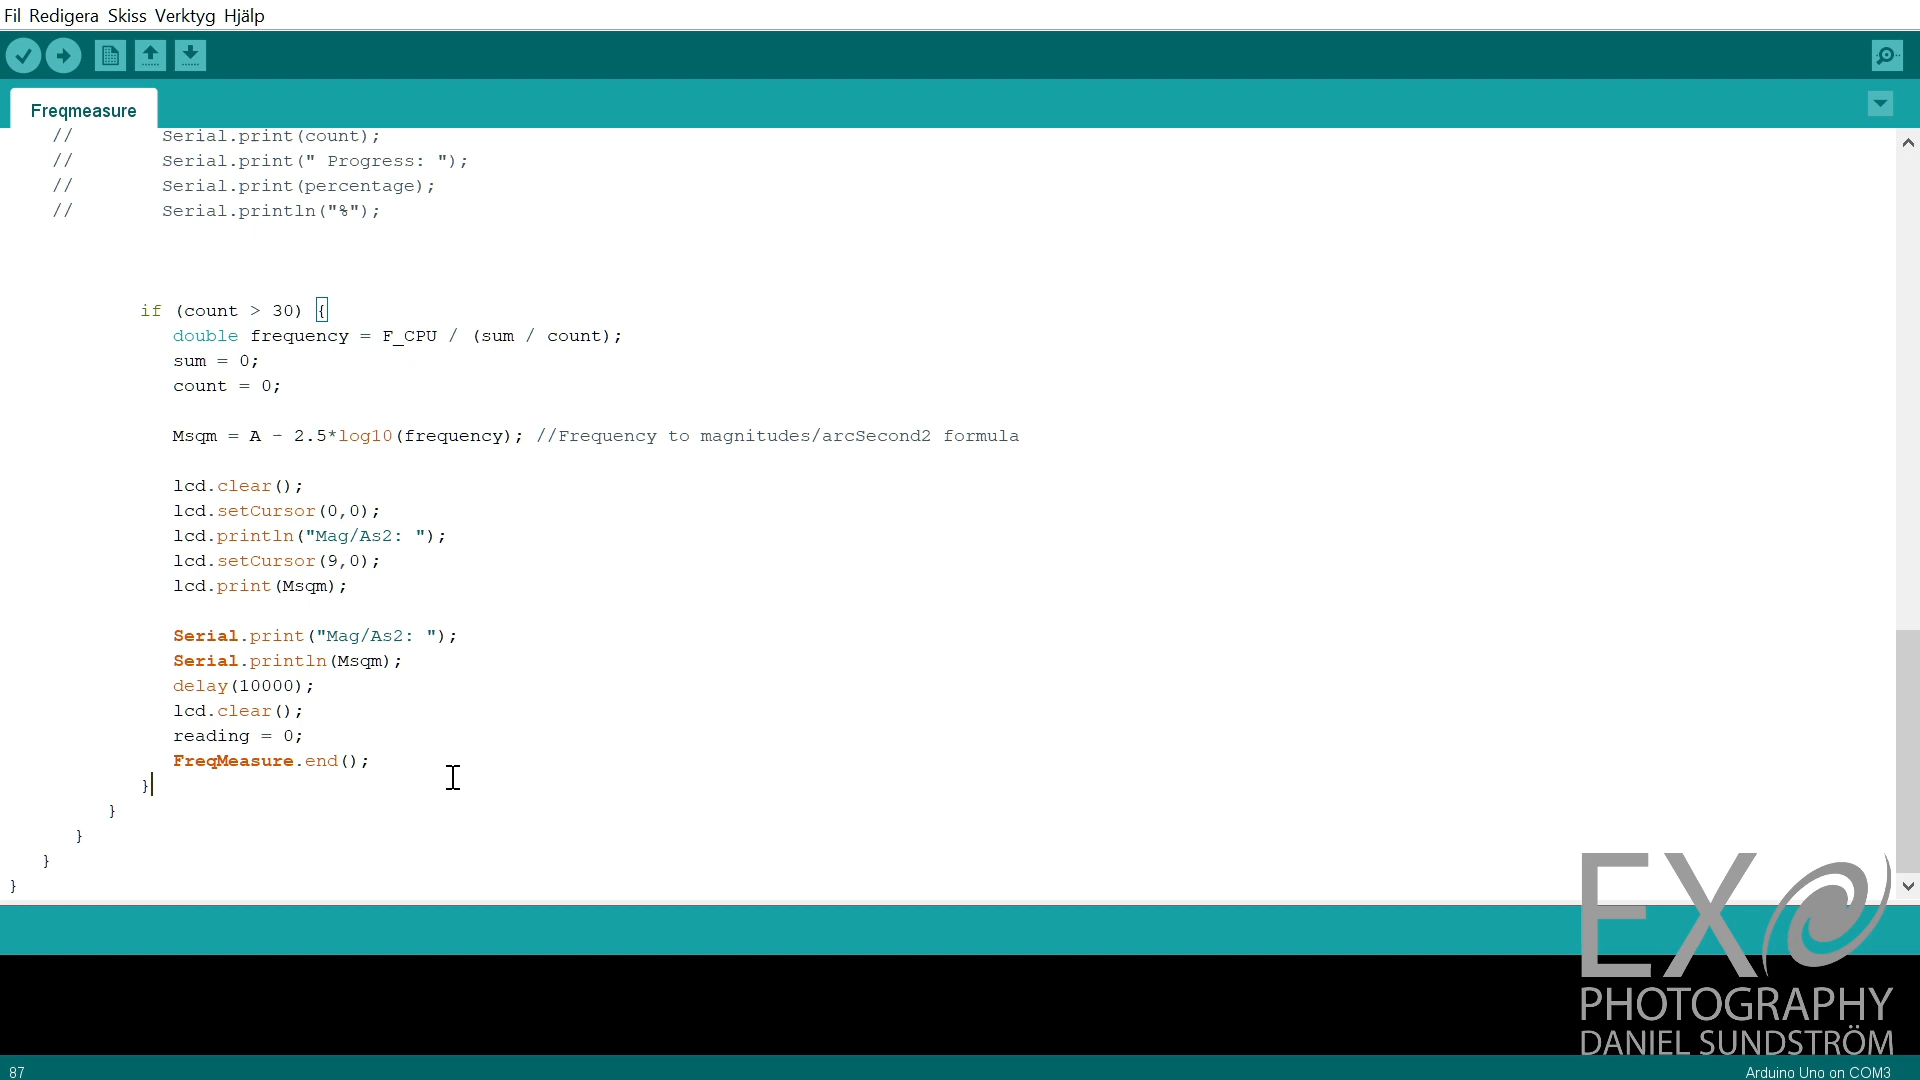 Fil Redigera Skiss Verktyg Hjälp
Freqmeasure
// Serial.print(count);
// Serial.print(" Progress: ");
// Serial.print(percentage);
// Serial.println("%");
if (count > 30) {
double frequency = F_CPU / (sum / count);
sum = 0;
count = 0;
Msqm = A - 2.5*log10(frequency); //Frequency to magnitudes/arcSecond2 formula
lcd.clear();
lcd.setCursor(0,0);
lcd.println("Mag/As2: ");
lcd.setCursor(9,0);
lcd.print(Msqm);
Serial.print("Mag/As2: ");
Serial.println(Msqm);
delay(10000);
lcd.clear();
reading = 0;
FreqMeasure.end();
}
}
}
}
}
EX
PHOTOGRAPHY
DANIEL SUNDSTRÖM
87
Arduino Uno on COM3